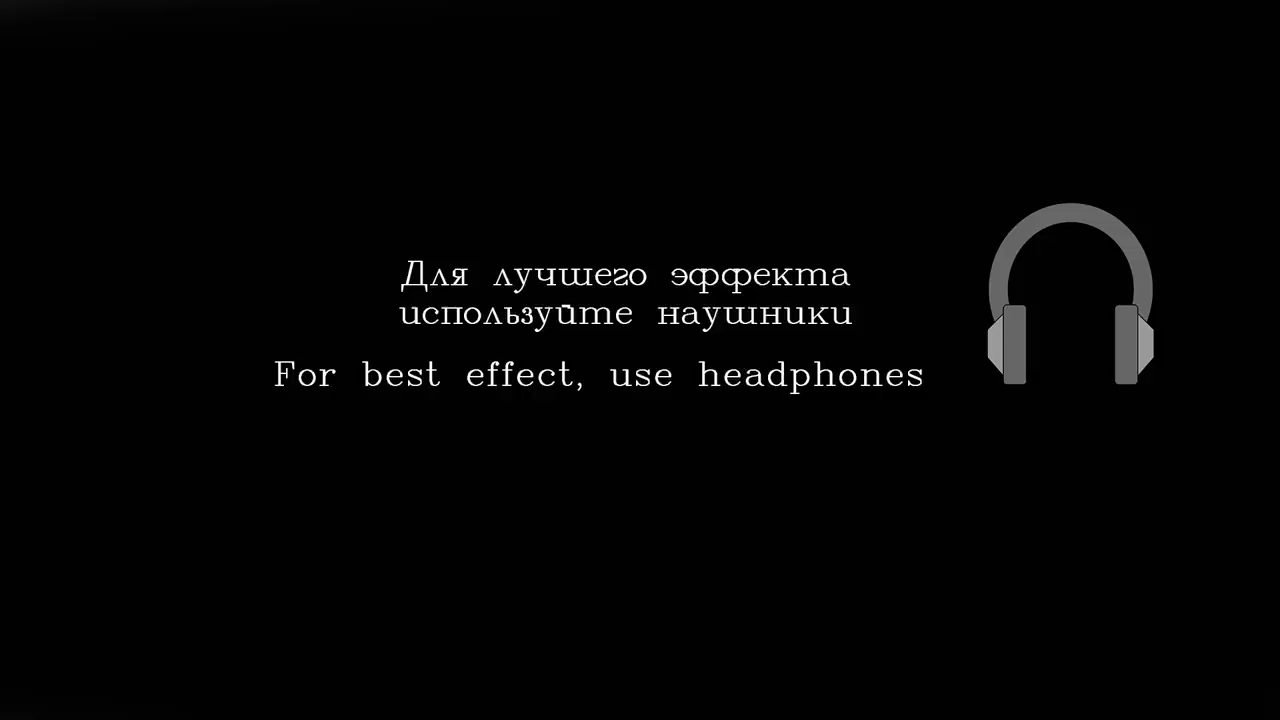 Для лучшего эффекта
используйте наушники
For best effect, use headphones